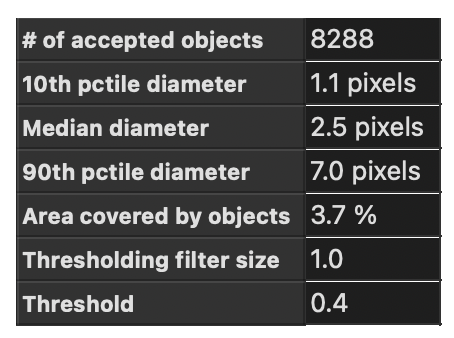 # of accepted objects 8288
10th pctile diameter 1.1 pixels
Median diameter 2.5 pixels
90th pctile diameter 7.0 pixels
Area covered by objects 3.7 %
Thresholding filter size 1.0
Threshold 0.4